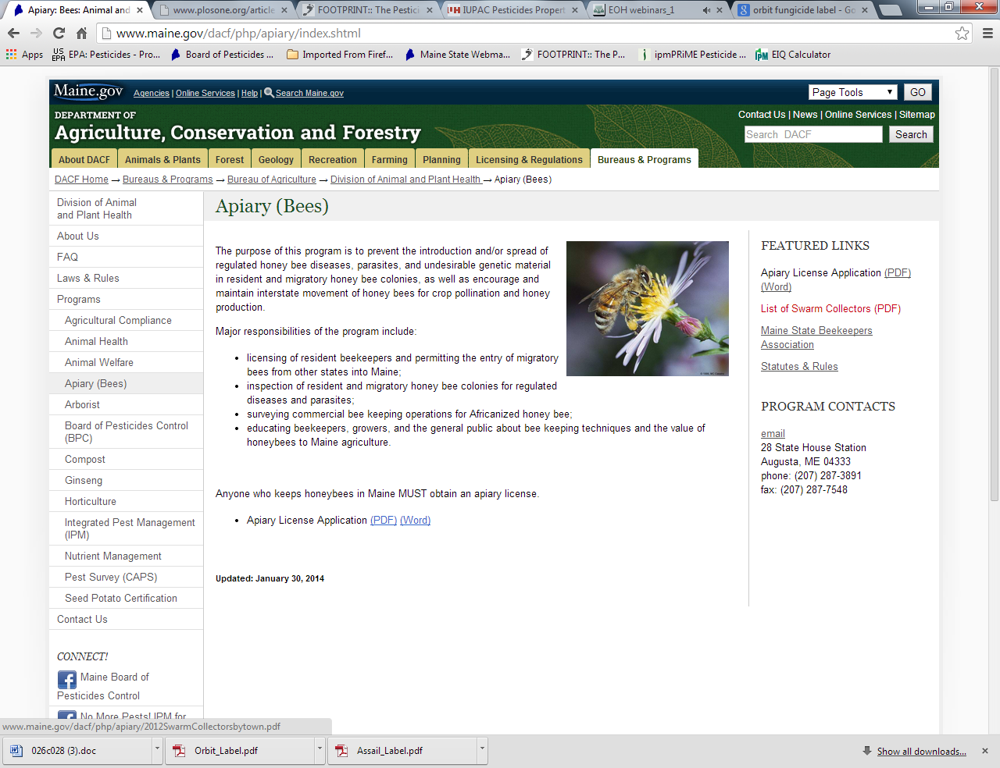 Apiary: Bees: Animal and
www.plosone.org/article
FOOTPRINT:: The Pestici
IUPAC Pesticides Propert
EOH webinars_1
orbit fungicide label - Go
www.maine.gov/dacf/php/apiary/index.shtml
Apps
US EPA EPA: Pesticides - Pro...
Board of Pesticides ...
Imported From Firef...
Maine State Webma...
FOOTPRINT:: The P...
ipmPRiME Pesticide ...
IPM EIQ Calculator
Maine.gov
Agencies | Online Services | Help | Search Maine.gov
Page Tools
GO
DEPARTMENT OF
Agriculture, Conservation and Forestry
Contact Us | News | Online Services | Sitemap
Search DACF
Search
About DACF
Animals & Plants
Forest
Geology
Recreation
Farming
Planning
Licensing & Regulations
Bureaus & Programs
DACF Home → Bureaus & Programs → Bureau of Agriculture → Division of Animal and Plant Health → Apiary (Bees)
Division of Animal
and Plant Health
About Us
FAQ
Laws & Rules
Programs
Agricultural Compliance
Animal Health
Animal Welfare
Apiary (Bees)
Arborist
Board of Pesticides Control
(BPC)
Compost
Ginseng
Horticulture
Integrated Pest Management
(IPM)
Nutrient Management
Pest Survey (CAPS)
Seed Potato Certification
Contact Us
CONNECT!
Maine Board of
Pesticides Control
No More Pests! IPM for
Apiary (Bees)
The purpose of this program is to prevent the introduction and/or spread of
regulated honey bee diseases, parasites, and undesirable genetic material
in resident and migratory honey bee colonies, as well as encourage and
maintain interstate movement of honey bees for crop pollination and honey
production.
Major responsibilities of the program include:
• licensing of resident beekeepers and permitting the entry of migratory
bees from other states into Maine;
• inspection of resident and migratory honey bee colonies for regulated
diseases and parasites;
• surveying commercial bee keeping operations for Africanized honey bee;
• educating beekeepers, growers, and the general public about bee keeping techniques and the value of
honeybees to Maine agriculture.
Anyone who keeps honeybees in Maine MUST obtain an apiary license.
• Apiary License Application (PDF) (Word)
Updated: January 30, 2014
FEATURED LINKS
Apiary License Application (PDF)
(Word)
List of Swarm Collectors (PDF)
Maine State Beekeepers
Association
Statutes & Rules
PROGRAM CONTACTS
email
28 State House Station
Augusta, ME 04333
phone: (207) 287-3891
fax: (207) 287-7548
www.maine.gov/dacf/php/apiary/2012SwarmCollectorsbytown.pdf
026c028 (3).doc
Orbit_Label.pdf
Assail_Label.pdf
Show all downloads...